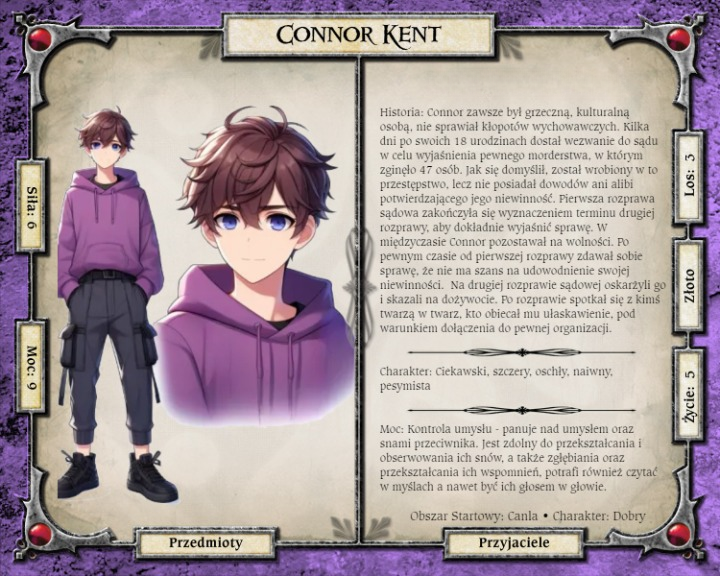 Connor Kent
Historia: Connor zawsze był grzeczną, kulturalną
osobą, nie sprawiał kłopotów wychowawczych. Kilka
dni po swoich 18 urodzinach dostał wezwanie do sądu
w celu wyjaśnienia pewnego morderstwa, w którym
zginęło 47 osób. Jak się domyślił, został wrobiony w to
przestępstwo, lecz nie posiadał dowodów ani alibi
potwierdzającego jego niewinność. Pierwsza rozprawa
sądowa zakończyła się wyznaczeniem terminu drugiej
rozprawy, aby dokładnie wyjaśnić sprawę. W
międzyczasie Connor pozostawał na wolności. Po
pewnym czasie od pierwszej rozprawy zdawał sobie
sprawę, że nie ma szans na udowodnienie swojej
niewinności. Na drugiej rozprawie sądowej oskarżyli go
i skazali na dożywocie. Po rozprawie spotkał się z kimś
twarzą w twarz, kto obiecał mu ułaskawienie, pod
warunkiem dołączenia do pewnej organizacji.
Charakter: Ciekawski, szczery, oschły, naiwny,
pesymista
Moc: Kontrola umysłu - panuje nad umysłem oraz
snami przeciwnika. Jest zdolny do przekształcania i
obserwowania ich snów, a także zgłębiania oraz
przekształcania ich wspomnień, potrafi również czytać
w myślach a nawet być ich głosem w głowie.
Obszar Startowy: Canla • Charakter: Dobry
Siła: 6
Moc: 9
Los: 3
Złoto
Życie: 5
Przedmioty
Przyjaciele